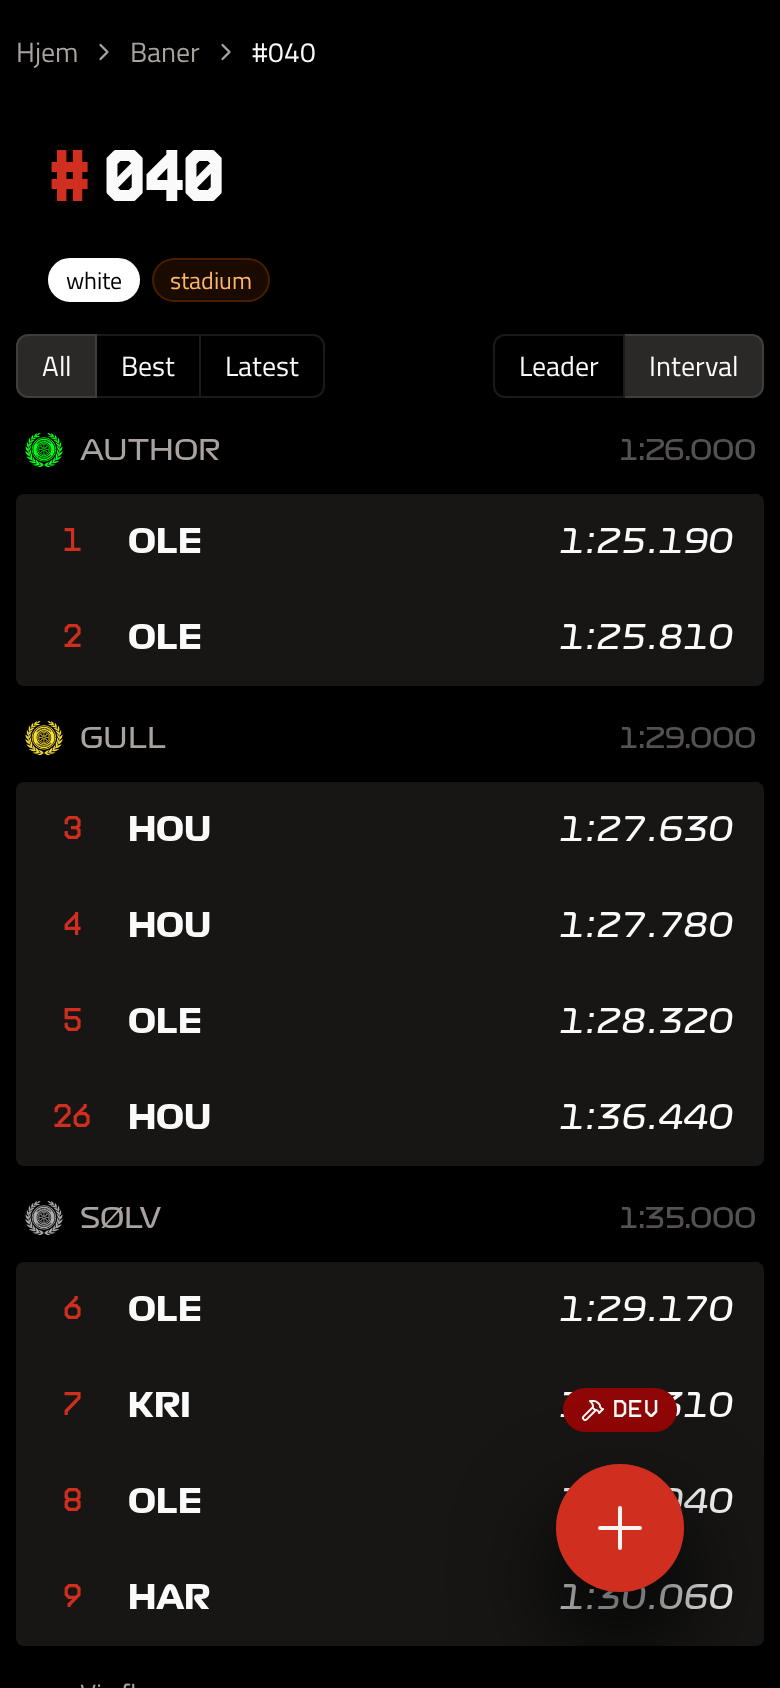 Hjem > Baner > #040
# 040
white stadium
All Best Latest Leader Interval
AUTHOR 1:26.000
1 OLE 1:25.190
2 OLE 1:25.810
GULL 1:29.000
3 HOU 1:27.630
4 HOU 1:27.780
5 OLE 1:28.320
26 HOU 1:36.440
SØLV 1:35.000
6 OLE 1:29.170
7 KRI
DEV
8 OLE
9 HAR 1:30.060